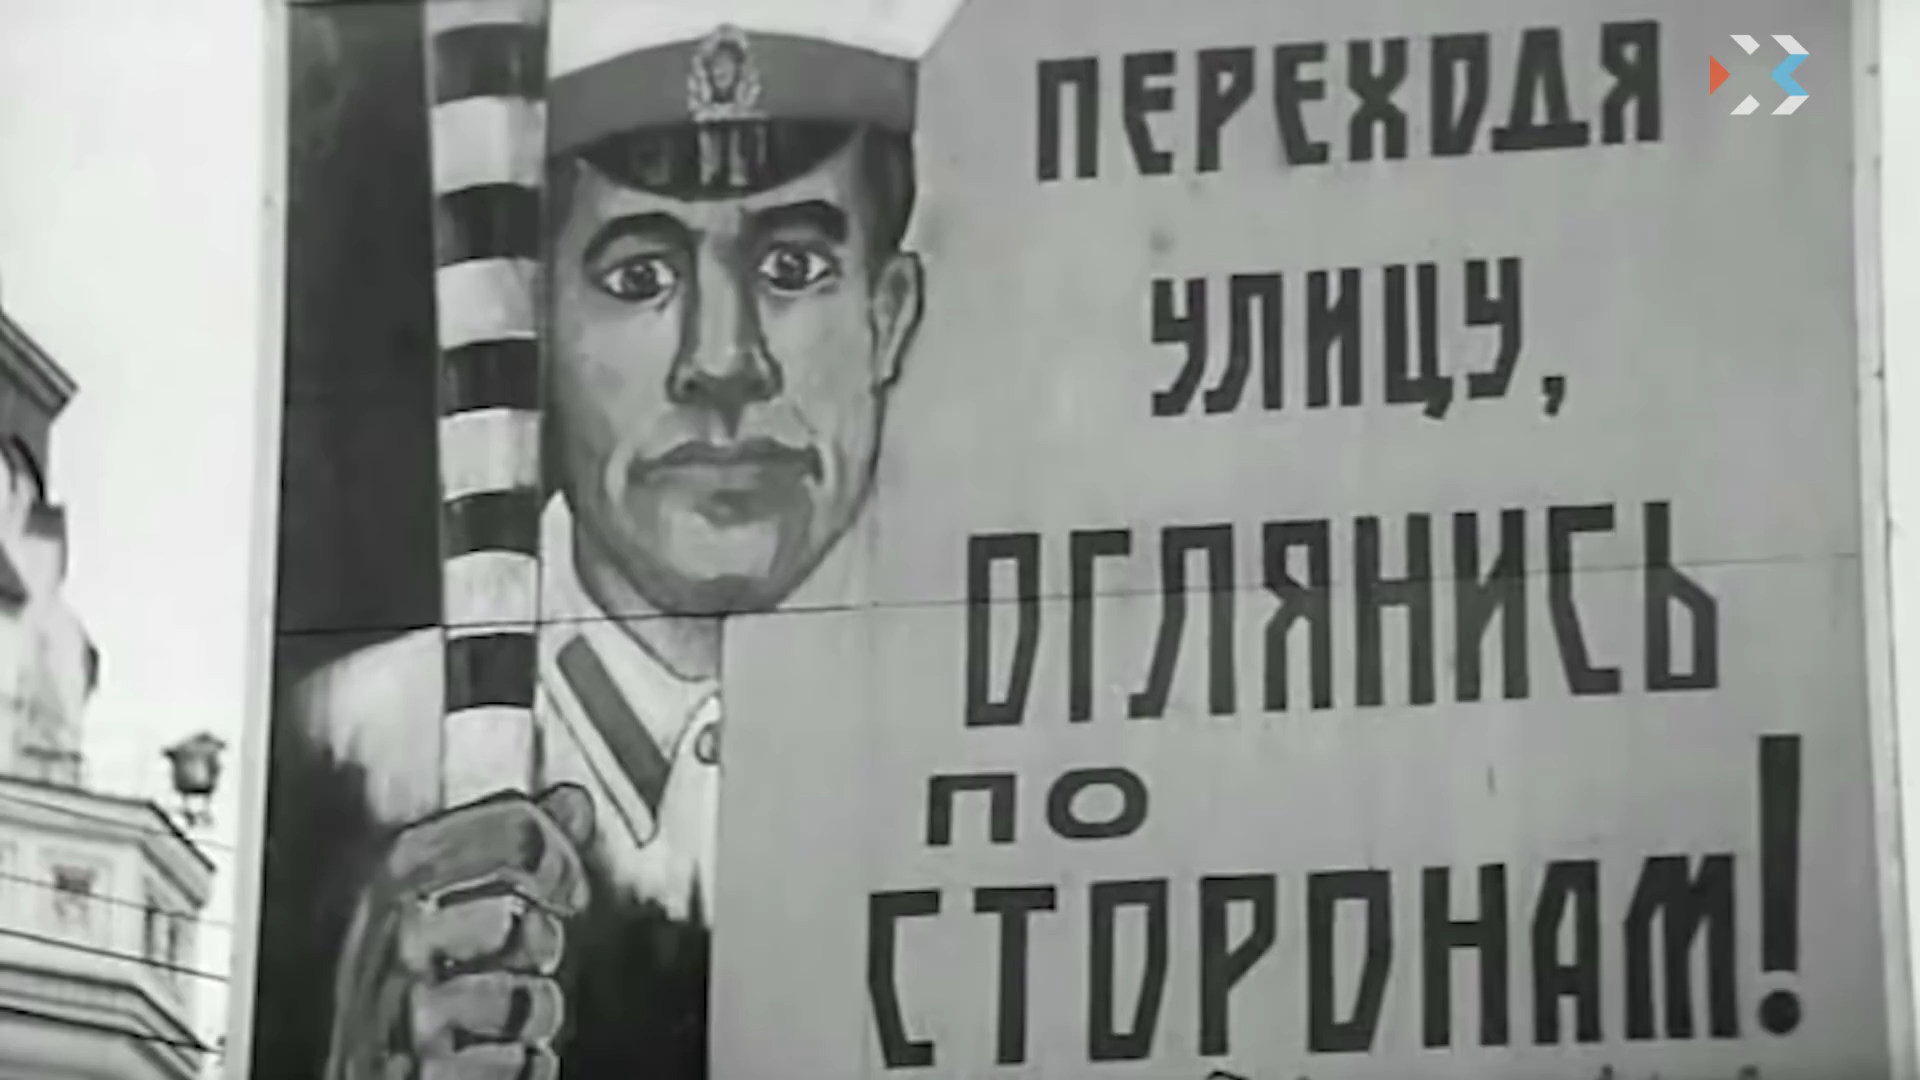 ПЕРЕХОДЯ
УЛИЦУ,
ОГЛЯНИСЬ
ПО
СТОРОНАМ!